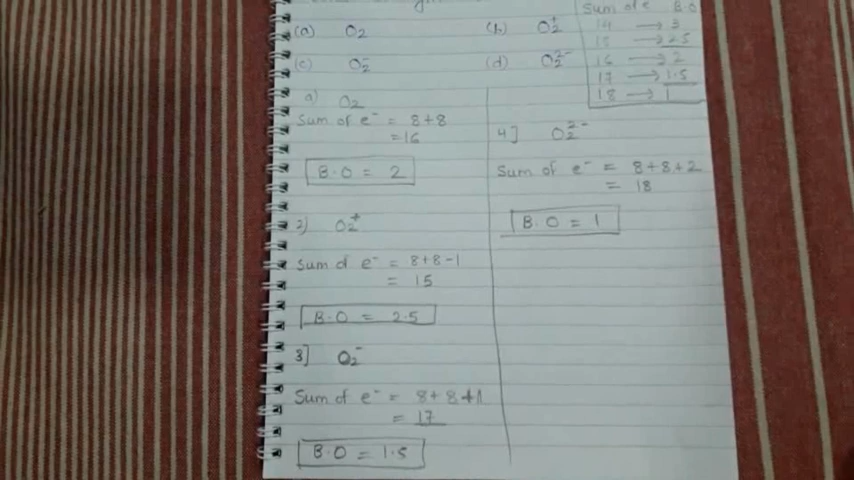 Sum of e⁻ B.O
(a) O₂ (b) O₂⁺
14 → 3
15 → 2.5
(c) O₂⁻ (d) O₂²⁻
16 → 2
17 → 1.5
18 → 1
a) O₂
Sum of e⁻ = 8+8
=16
B.O = 2
2) O₂⁺
Sum of e⁻ = 8+8-1
= 15
B.O = 2.5
3] O₂⁻
Sum of e⁻ = 8+8+1
= 17
B.O = 1.5
4] O₂²⁻
Sum of e⁻ = 8+8+2
= 18
B.O = 1